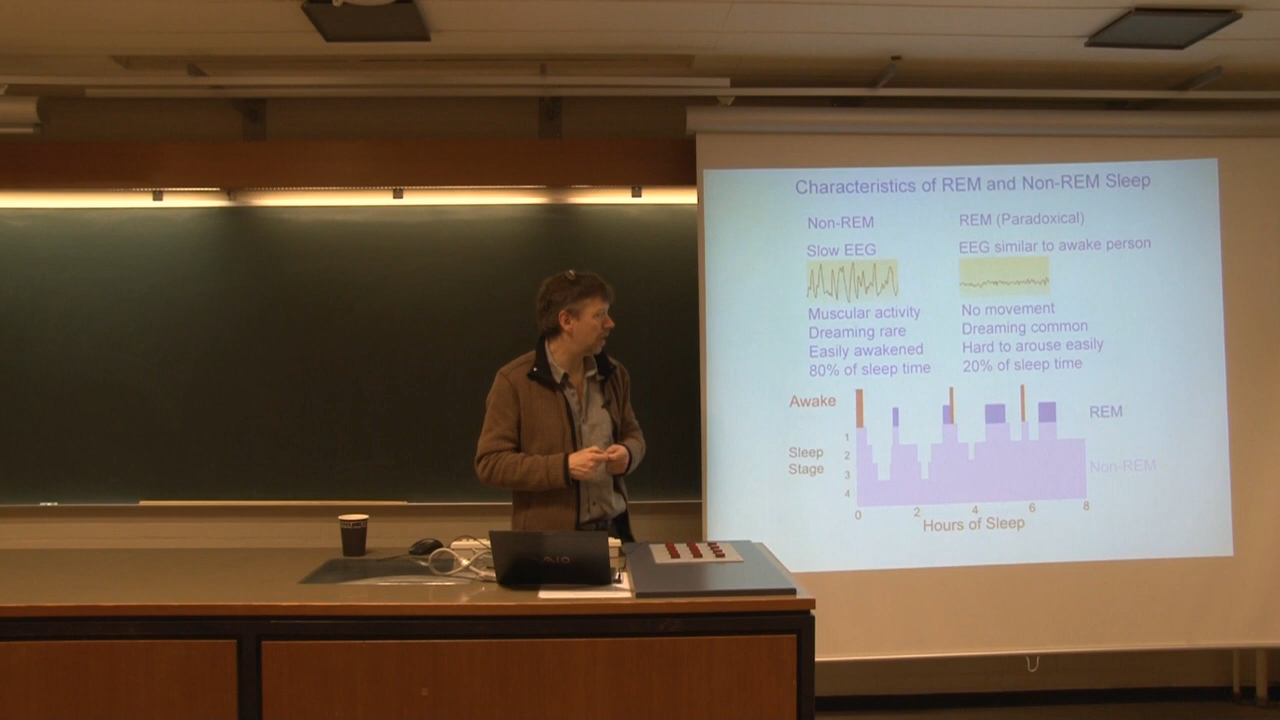 Characteristics of REM and Non-REM Sleep
Non-REM
REM (Paradoxical)
Slow EEG
EEG similar to awake person
Muscular activity
Dreaming rare
Easily awakened
80% of sleep time
No movement
Dreaming common
Hard to arouse easily
20% of sleep time
Awake
REM
Sleep
Stage
1
2
3
4
Non-REM
0
2
4
6
8
Hours of Sleep
VAIO